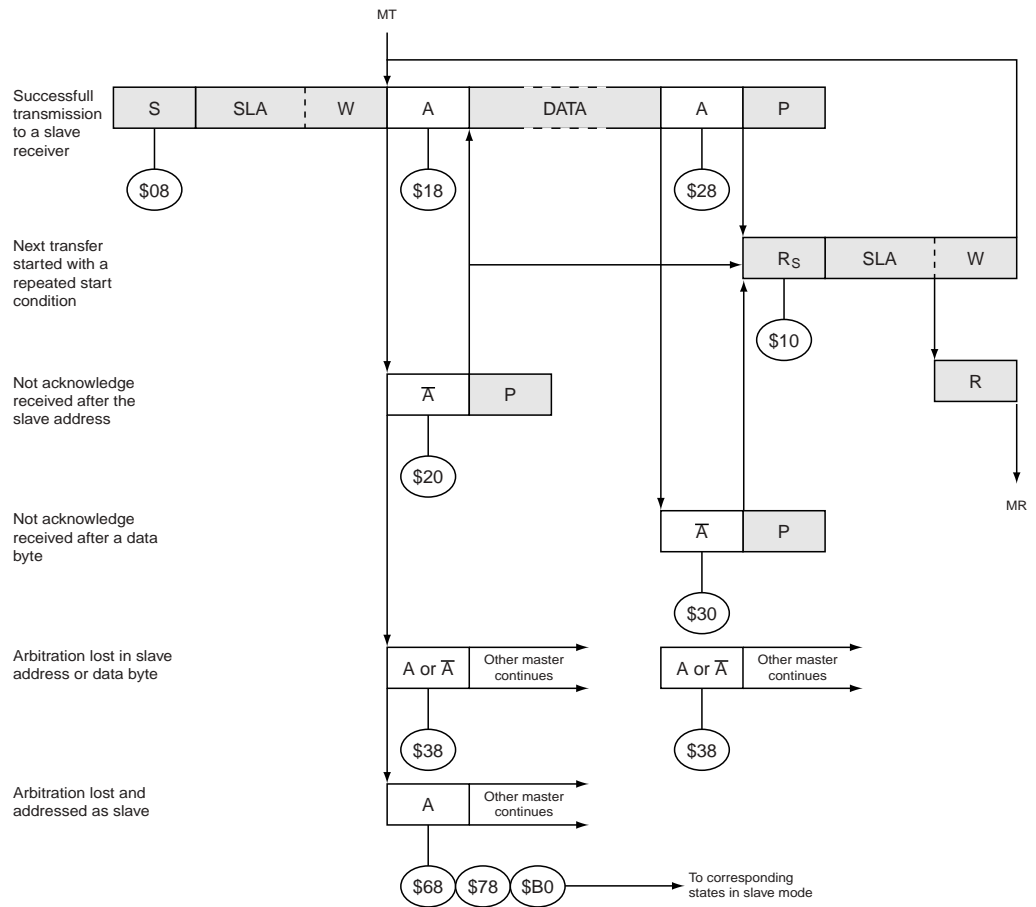 MT
Successfull
transmission
to a slave
receiver
S SLA W A DATA A P
$08 $18 $28
Next transfer
started with a
repeated start
condition
RS SLA W
$10
Not acknowledge
received after the
slave address
A̅ P
R
$20
MR
Not acknowledge
received after a data
byte
A̅ P
$30
Arbitration lost in slave
address or data byte
A or A̅ Other master
continues
A or A̅ Other master
continues
$38 $38
Arbitration lost and
addressed as slave
A Other master
continues
$68 $78 $B0
To corresponding
states in slave mode